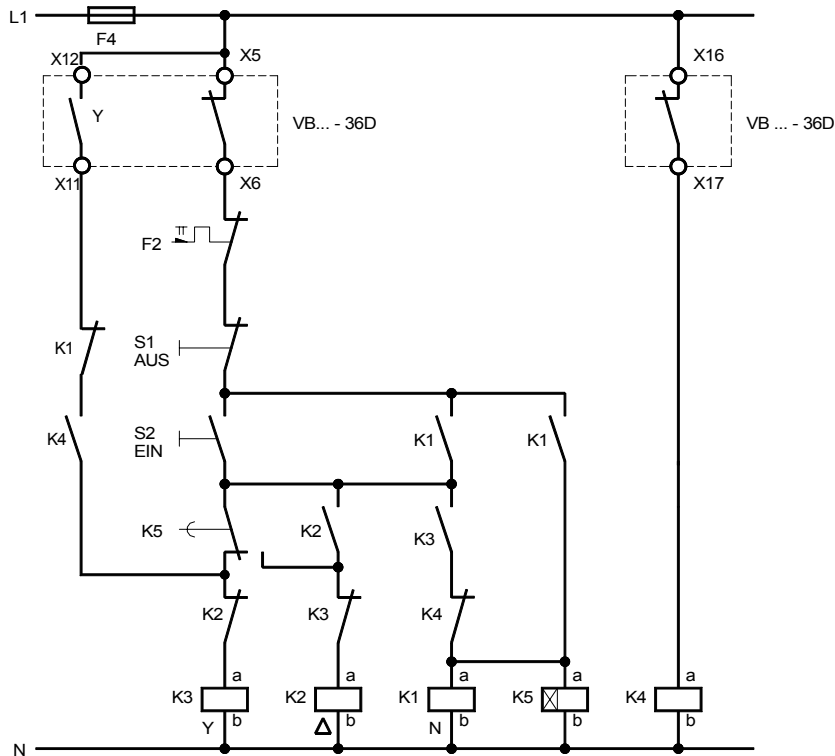 L1
F4
X12
X5
X16
Y
VB... - 36D
VB ... - 36D
X11
X6
X17
F2
K1
S1
AUS
K4
S2
EIN
K1
K1
K5
K2
K3
K2
K3
K4
a
a
a
a
a
K3
K2
K1
K5
K4
b
b
b
b
b
Y
Δ
N
N